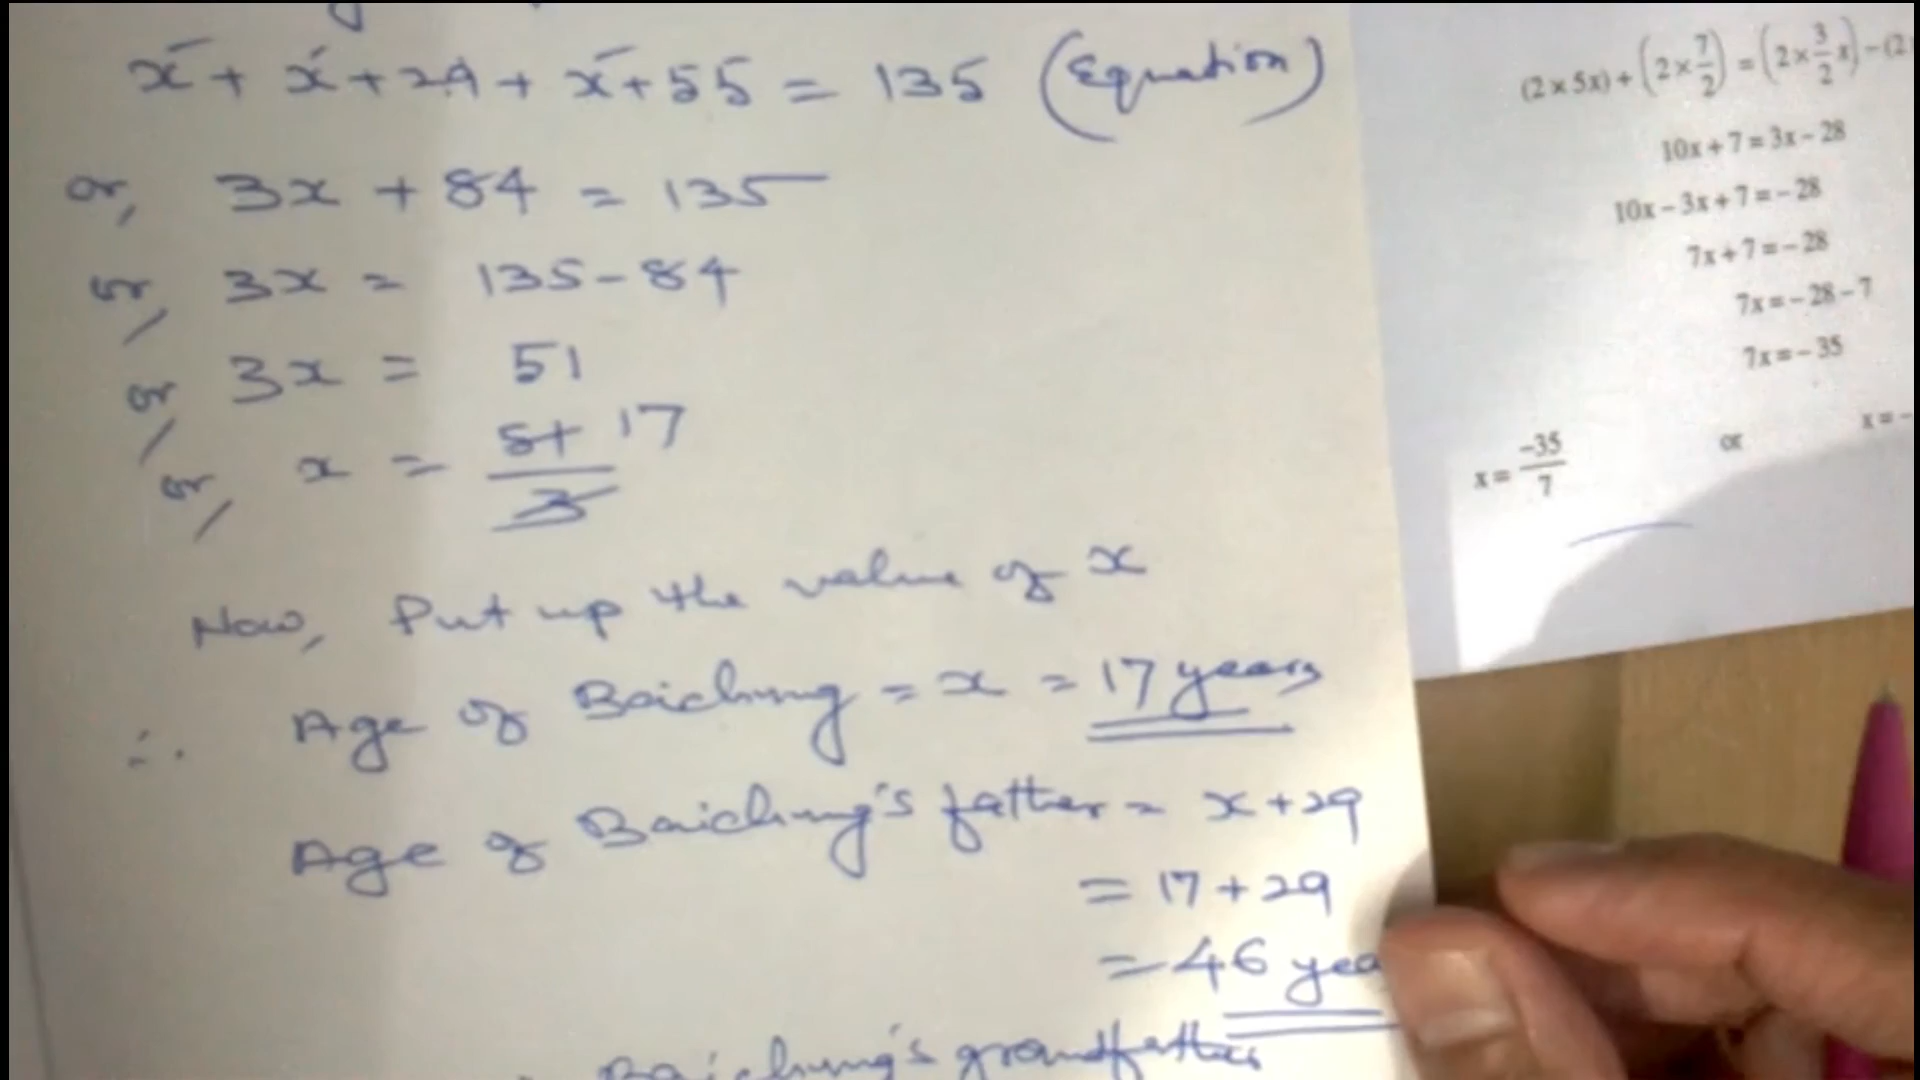 x + x + 29 + x + 55 = 135 (Equation)
or, 3x + 84 = 135
or, 3x = 135 - 84
or, 3x = 51
or, x = 51/3 17
Now, Put up the value of x
∴ Age of Baichung = x = 17 years
Age of Baichung's father = x + 29
= 17 + 29
= 46 yea
Baichung's grandfather
(2 × 5x) + (2 × 7/2) = (2 × 3/2 x) - (2
10x + 7 = 3x - 28
10x - 3x + 7 = - 28
7x + 7 = - 28
7x = - 28 - 7
7x = - 35
x = -35/7 or x = -